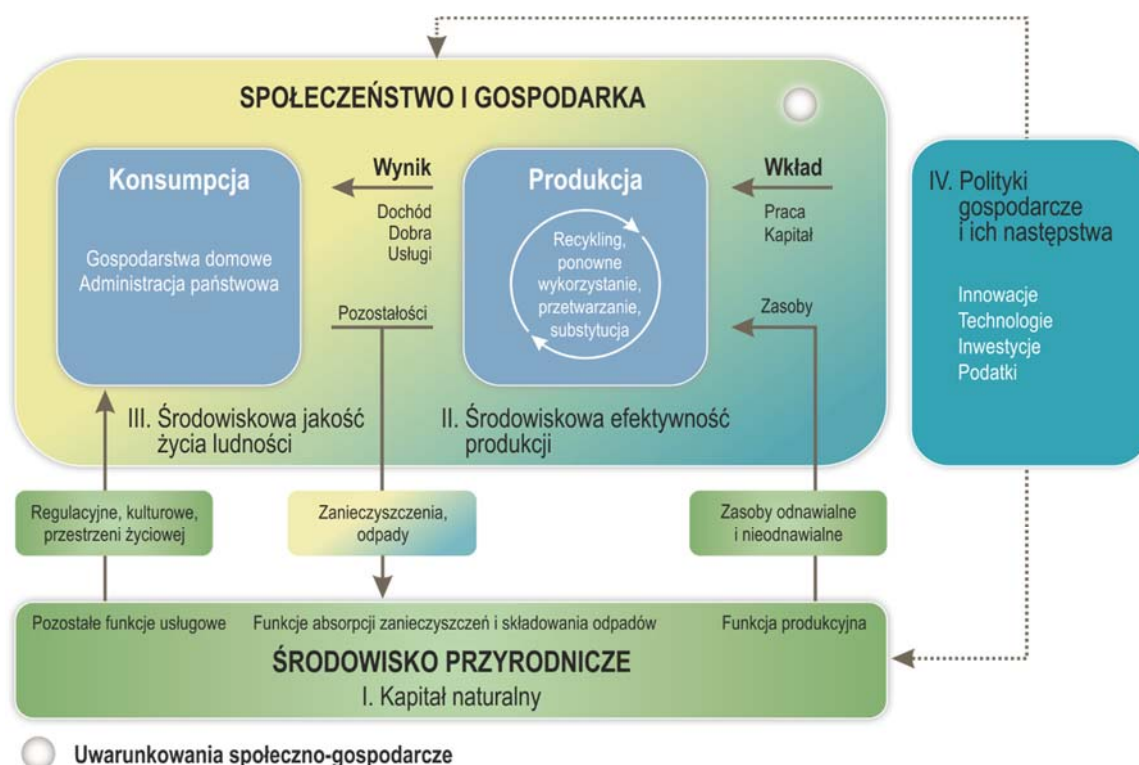 SPOŁECZEŃSTWO I GOSPODARKA
Konsumpcja
Gospodarstwa domowe
Administracja państwowa
Wynik
Dochód
Dobra
Usługi
Pozostałości
Produkcja
Recykling,
ponowne
wykorzystanie,
przetwarzanie,
substytucja
Wkład
Praca
Kapitał
Zasoby
III. Środowiskowa jakość
życia ludności
II. Środowiskowa efektywność
produkcji
IV. Polityki
gospodarcze
i ich następstwa
Innowacje
Technologie
Inwestycje
Podatki
Regulacyjne, kulturowe,
przestrzeni życiowej
Zanieczyszczenia,
odpady
Zasoby odnawialne
i nieodnawialne
Pozostałe funkcje usługowe
Funkcje absorpcji zanieczyszczeń i składowania odpadów
Funkcja produkcyjna
ŚRODOWISKO PRZYRODNICZE
I. Kapitał naturalny
Uwarunkowania społeczno-gospodarcze